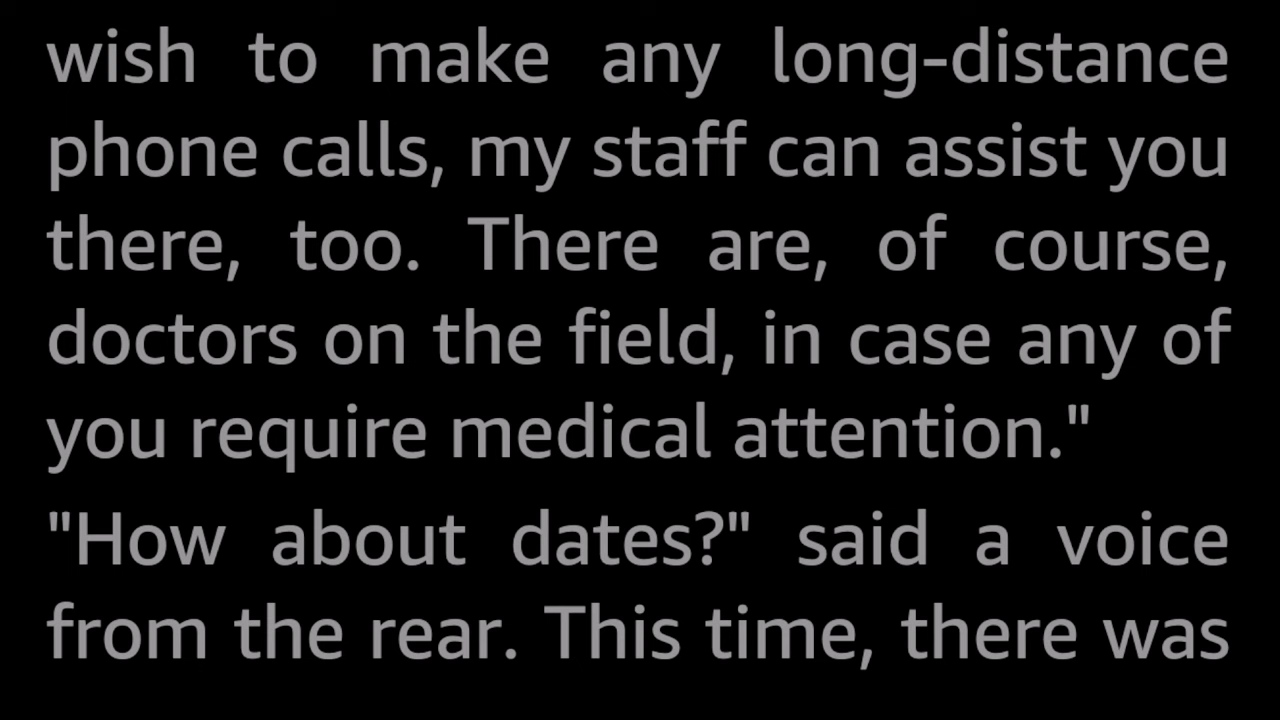 wish to make any long-distance
phone calls, my staff can assist you
there, too. There are, of course,
doctors on the field, in case any of
you require medical attention."
"How about dates?" said a voice
from the rear. This time, there was